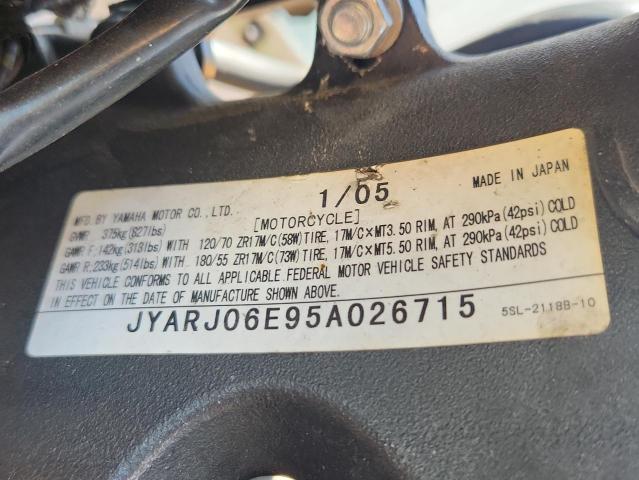 MFD.BY YAMAHA MOTOR CO.,LTD. 1/05 MADE IN JAPAN
GVWR 375kg(827lbs) [MOTORCYCLE]
GAWR F:142kg(313lbs)WITH 120/70 ZR17M/C(58W)TIRE, 17M/C×MT3.50 RIM, AT 290kPa(42psi)COLD
GAWR R:233kg(514lbs)WITH 180/55 ZR17M/C(73W)TIRE, 17M/C×MT5.50 RIM, AT 290kPa(42psi)COLD
THIS VEHICLE CONFORMS TO ALL APPLICABLE FEDERAL MOTOR VEHICLE SAFETY STANDARDS
IN EFFECT ON THE DATE OF MANUFACTURE SHOWN ABOVE.
JYARJ06E95A026715 5SL-2118B-10